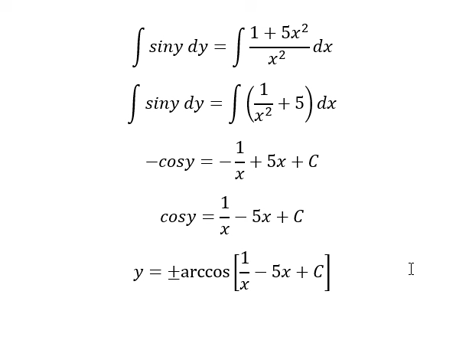 ∫ siny dy = ∫ (1 + 5x²)/x² dx
∫ siny dy = ∫ (1/x² + 5) dx
−cosy = −1/x + 5x + C
cosy = 1/x − 5x + C
y = ±arccos[1/x − 5x + C]